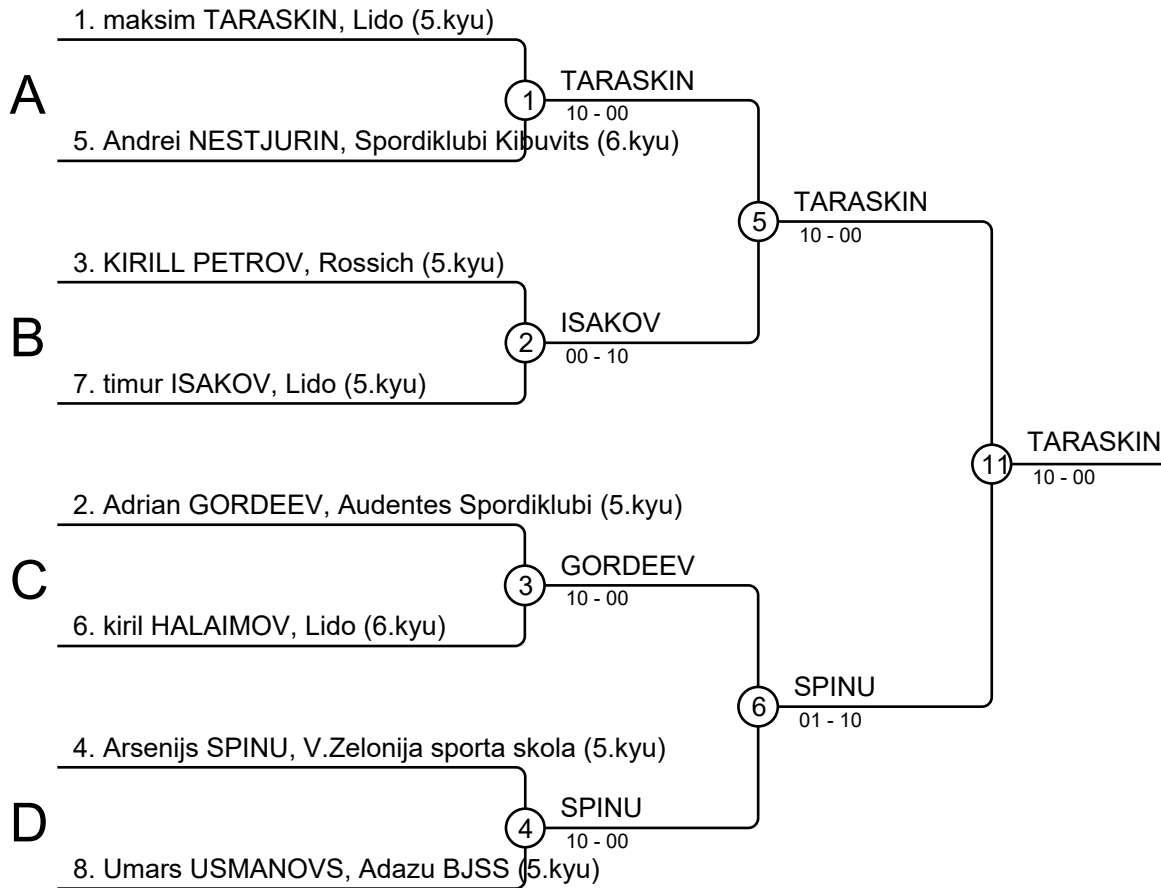 1. maksim TARASKIN, Lido (5.kyu)
A
1
TARASKIN
10 - 00
5. Andrei NESTJURIN, Spordiklubi Kibuvits (6.kyu)
5
TARASKIN
10 - 00
3. KIRILL PETROV, Rossich (5.kyu)
B
2
ISAKOV
00 - 10
7. timur ISAKOV, Lido (5.kyu)
11
TARASKIN
10 - 00
2. Adrian GORDEEV, Audentes Spordiklubi (5.kyu)
C
3
GORDEEV
10 - 00
6. kiril HALAIMOV, Lido (6.kyu)
6
SPINU
01 - 10
4. Arsenijs SPINU, V.Zelonija sporta skola (5.kyu)
D
4
SPINU
10 - 00
8. Umars USMANOVS, Adazu BJSS (5.kyu)